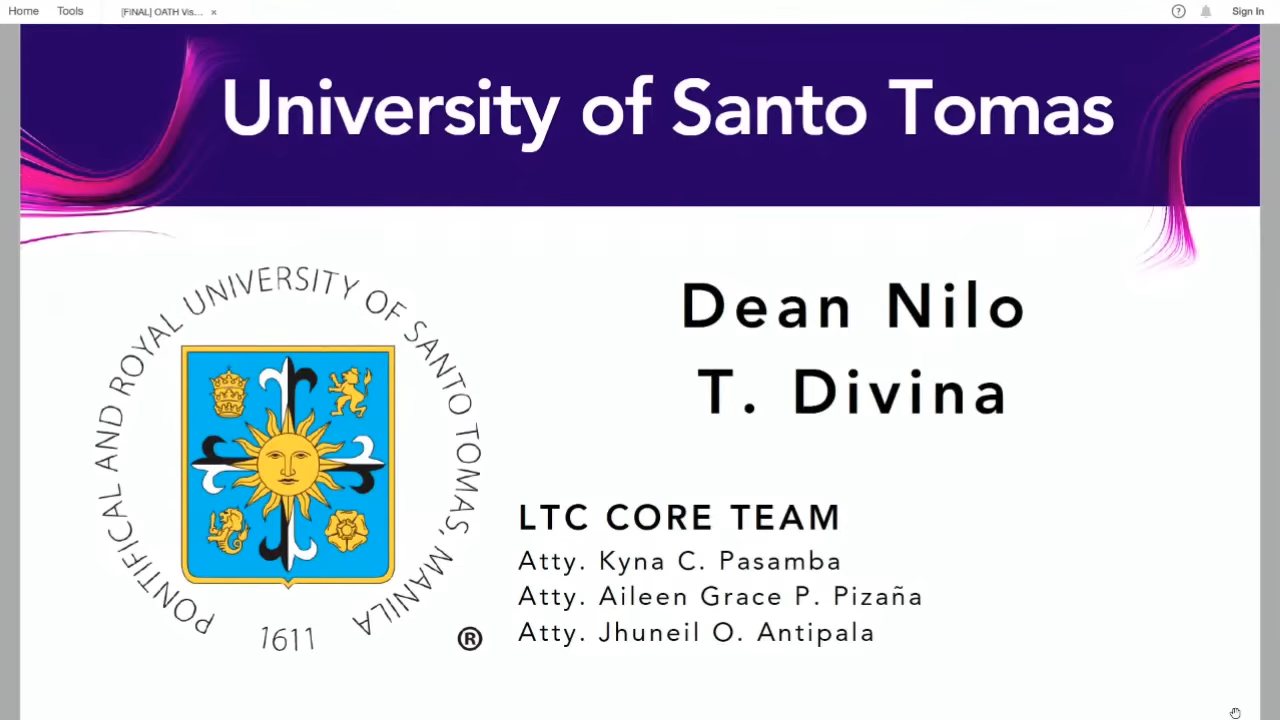 Home Tools [FINAL] OATH Vis... × ? Sign In
University of Santo Tomas
PONTIFICAL AND ROYAL UNIVERSITY OF SANTO TOMAS, MANILA
1611
®
Dean Nilo
T. Divina
LTC CORE TEAM
Atty. Kyna C. Pasamba
Atty. Aileen Grace P. Pizaña
Atty. Jhuneil O. Antipala